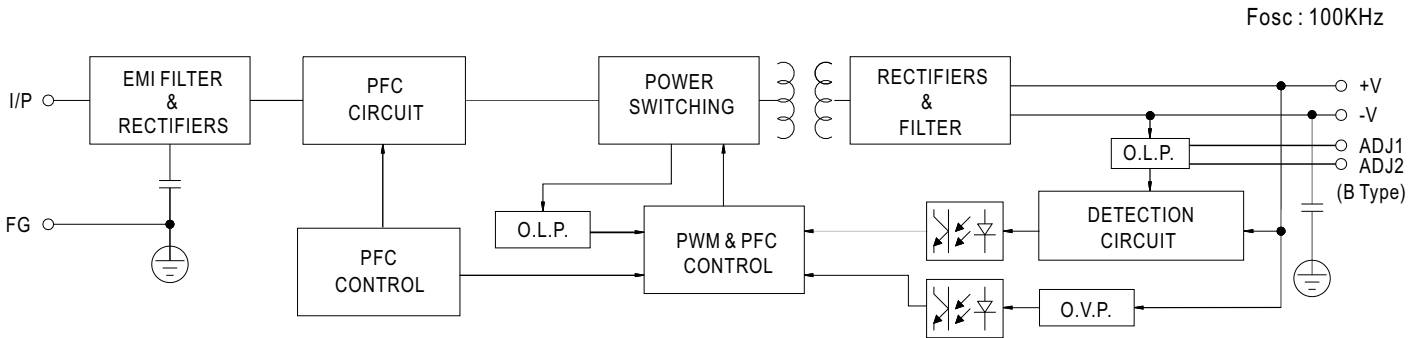 Fosc : 100KHz
I/P
EMI FILTER
&
RECTIFIERS
PFC
CIRCUIT
POWER
SWITCHING
RECTIFIERS
&
FILTER
+V
-V
ADJ1
ADJ2
(B Type)
O.L.P.
FG
O.L.P.
PFC
CONTROL
PWM & PFC
CONTROL
DETECTION
CIRCUIT
O.V.P.